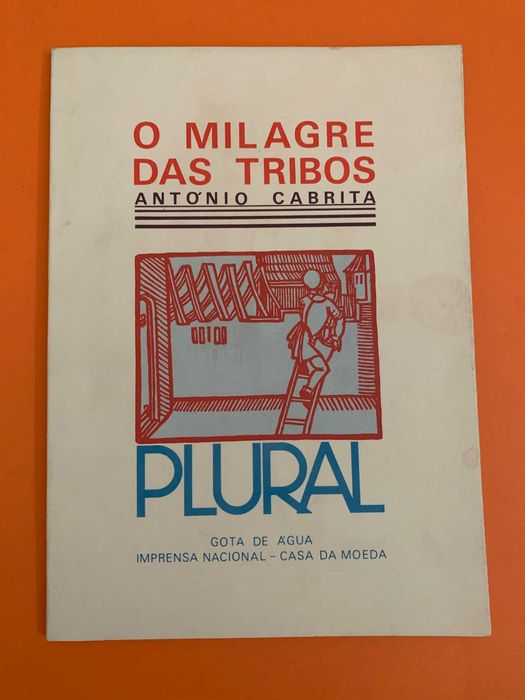 O MILAGRE
DAS TRIBOS
ANTÓNIO CABRITA
PLURAL
GOTA DE ÁGUA
IMPRENSA NACIONAL - CASA DA MOEDA